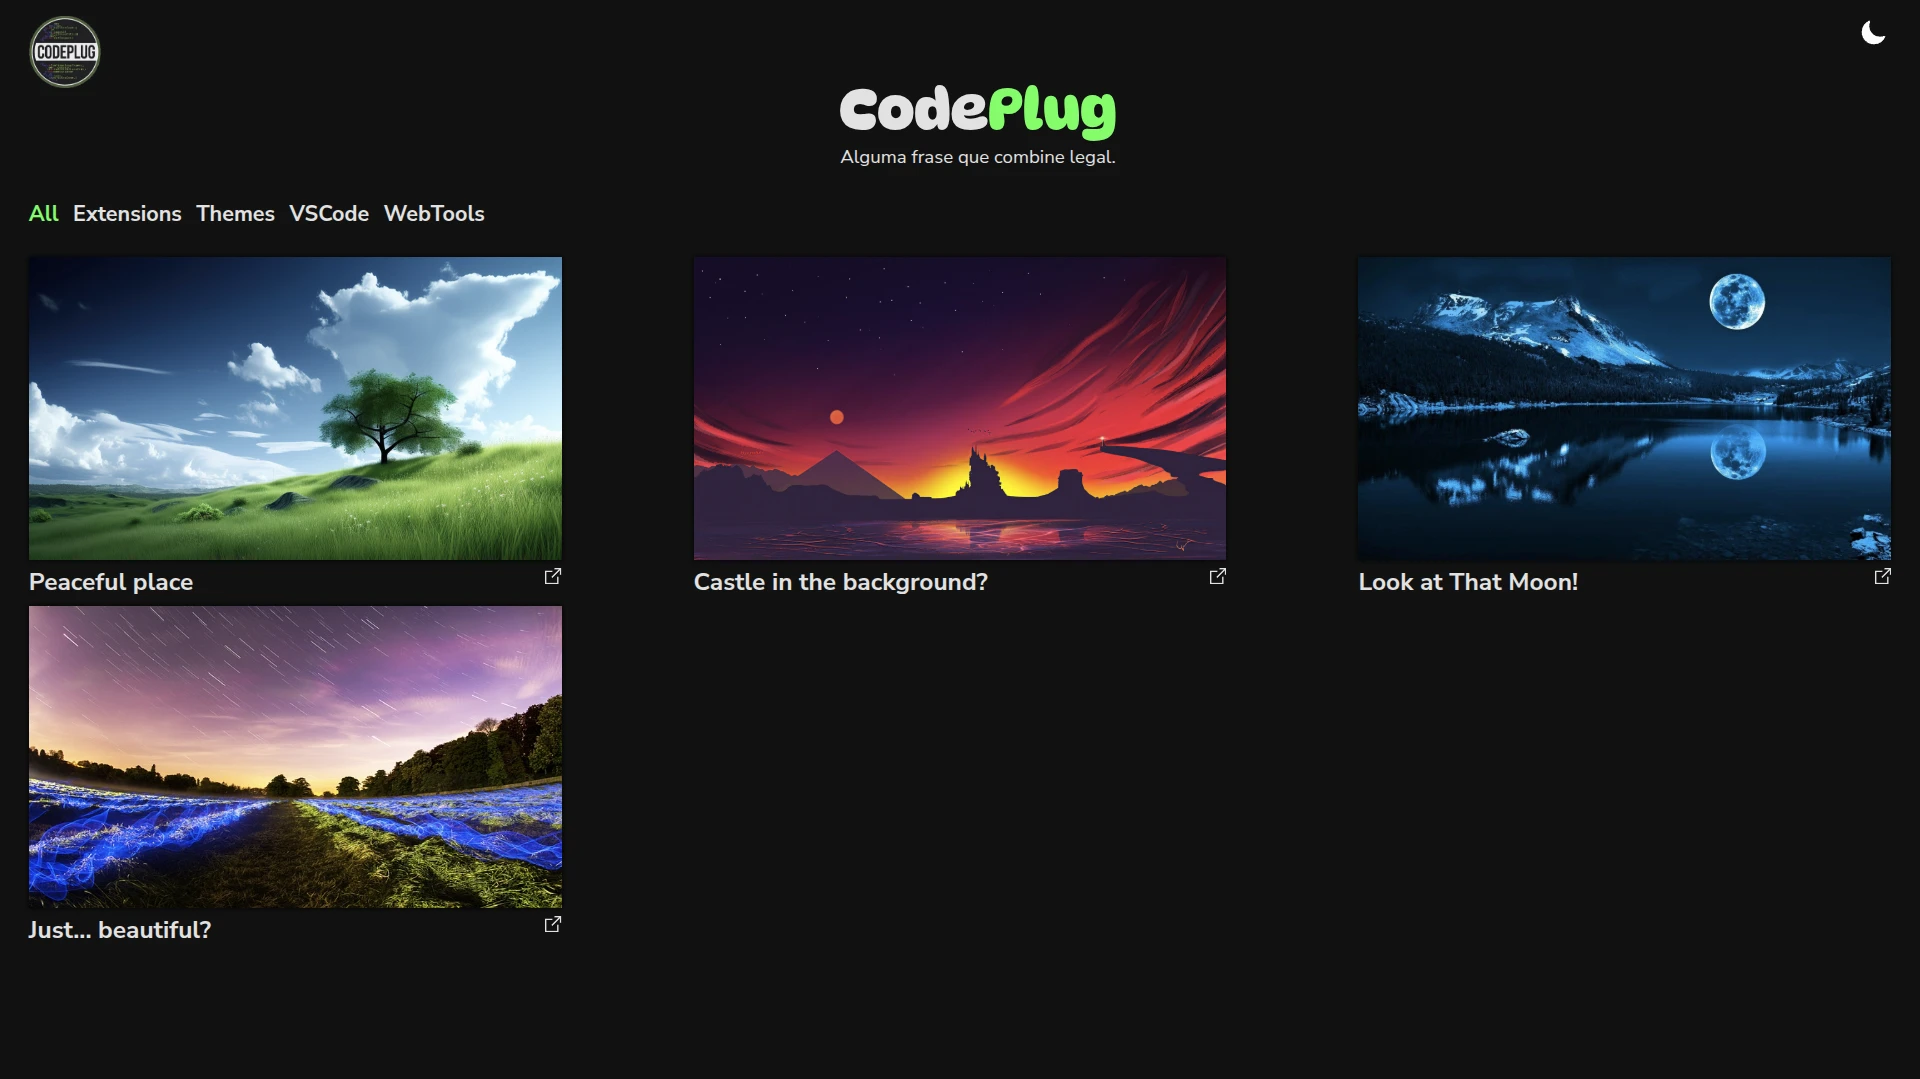 CODEPLUG
CodePlug
Alguma frase que combine legal.
All Extensions Themes VSCode WebTools
Peaceful place
Castle in the background?
Look at That Moon!
Just... beautiful?